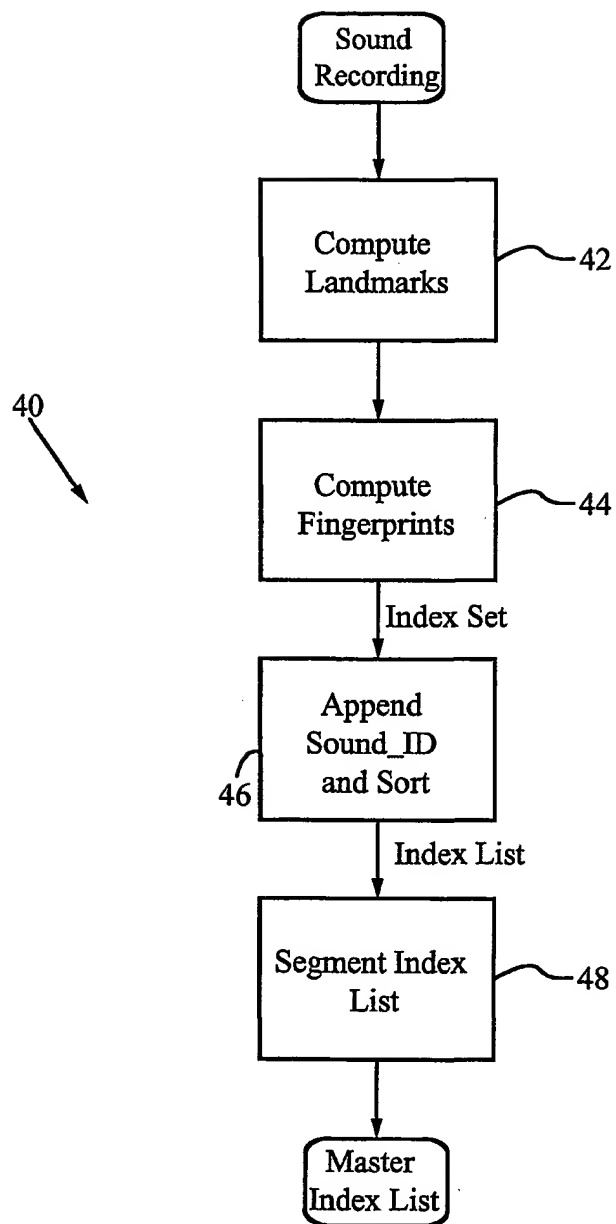 Sound
Recording
Compute
Landmarks
42
40
Compute
Fingerprints
44
Index Set
Append
Sound_ID
and Sort
46
Index List
Segment Index
List
48
Master
Index List